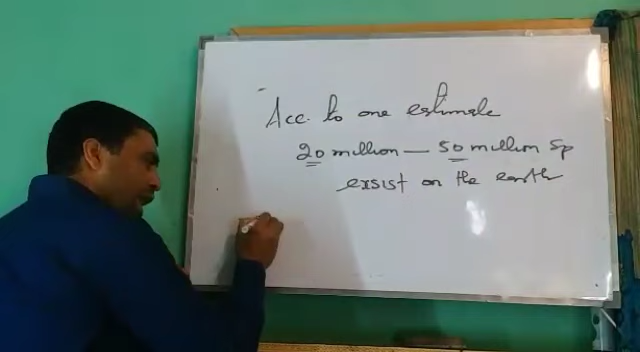 Acc. to one estimate
20 million — 50 million sp
exsist on the earth